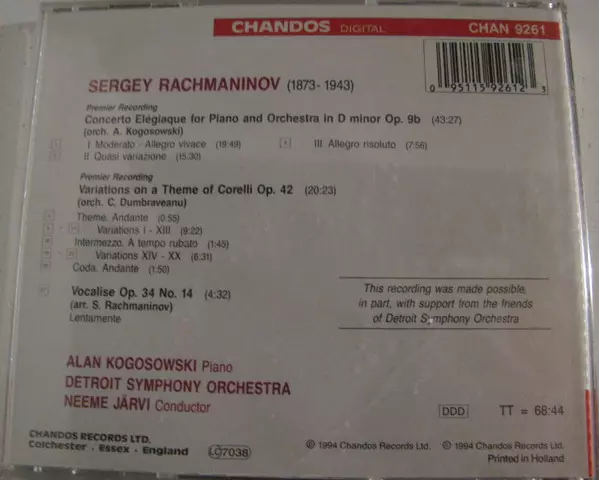 CHANDOS DIGITAL CHAN 9261
0 95115 92612 3
SERGEY RACHMANINOV (1873-1943)
Premier Recording
Concerto Elégiaque for Piano and Orchestra in D minor Op. 9b (43:27)
(orch. A. Kogosowski)
I Moderato - Allegro vivace (19:49) III Allegro risoluto (7:56)
II Quasi variazione (15:30)
Premier Recording
Variations on a Theme of Corelli Op. 42 (20:23)
(orch. C. Dumbraveanu)
Theme. Andante (0:55)
Variations I - XIII (9:22)
Intermezzo. A tempo rubato (1:45)
Variations XIV - XX (6:31)
Coda. Andante (1:50)
Vocalise Op. 34 No. 14 (4:32)
(arr. S. Rachmaninov)
Lentamente
This recording was made possible,
in part, with support from the friends
of Detroit Symphony Orchestra
ALAN KOGOSOWSKI Piano
DETROIT SYMPHONY ORCHESTRA
NEEME JÄRVI Conductor
DDD TT = 68:44
CHANDOS RECORDS LTD.
Colchester · Essex · England
LC7038
℗ 1994 Chandos Records Ltd. © 1994 Chandos Records Ltd.
Printed in Holland